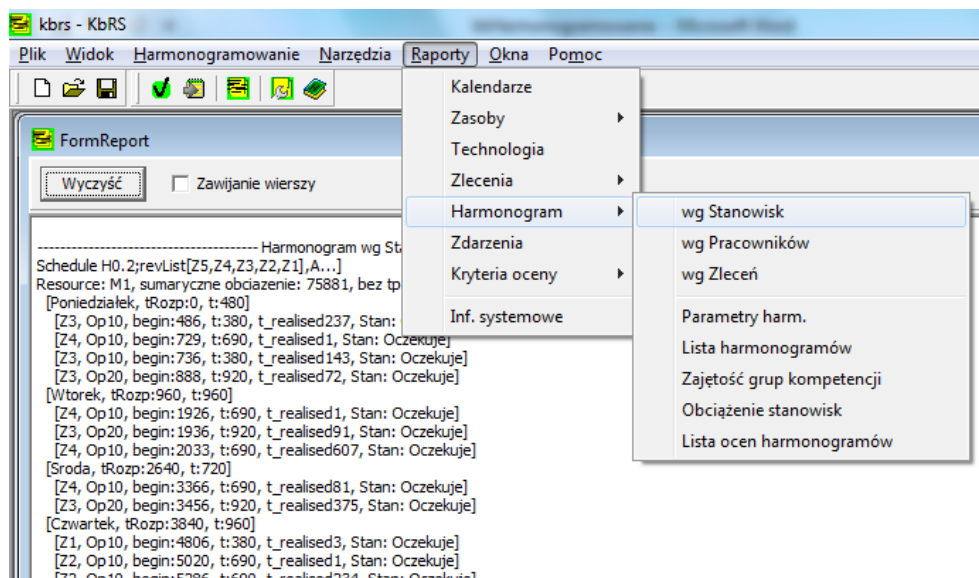 kbrs - KbRS
Plik Widok Harmonogramowanie Narzędzia Raporty Okna Pomoc
FormReport
Wyczyść Zawijanie wierszy
Kalendarze
Zasoby
Technologia
Zlecenia
Harmonogram
Zdarzenia
Kryteria oceny
Inf. systemowe
wg Stanowisk
wg Pracowników
wg Zleceń
Parametry harm.
Lista harmonogramów
Zajętość grup kompetencji
Obciążenie stanowisk
Lista ocen harmonogramów
---------------------------------------- Harmonogram wg St
Schedule H0.2;revList[Z5,Z4,Z3,Z2,Z1],A...]
Resource: M1, sumaryczne obciazenie: 75881, bez tp
[Poniedziałek, tRozp:0, t:480]
[Z3, Op10, begin:486, t:380, t_realised237, Stan:
[Z4, Op10, begin:729, t:690, t_realised1, Stan: Oczekuje]
[Z3, Op10, begin:736, t:380, t_realised143, Stan: Oczekuje]
[Z3, Op20, begin:888, t:920, t_realised72, Stan: Oczekuje]
[Wtorek, tRozp:960, t:960]
[Z4, Op10, begin:1926, t:690, t_realised1, Stan: Oczekuje]
[Z3, Op20, begin:1936, t:920, t_realised91, Stan: Oczekuje]
[Z4, Op10, begin:2033, t:690, t_realised607, Stan: Oczekuje]
[Sroda, tRozp:2640, t:720]
[Z4, Op10, begin:3366, t:690, t_realised81, Stan: Oczekuje]
[Z3, Op20, begin:3456, t:920, t_realised375, Stan: Oczekuje]
[Czwartek, tRozp:3840, t:960]
[Z1, Op10, begin:4806, t:380, t_realised3, Stan: Oczekuje]
[Z2, Op10, begin:5020, t:690, t_realised1, Stan: Oczekuje]